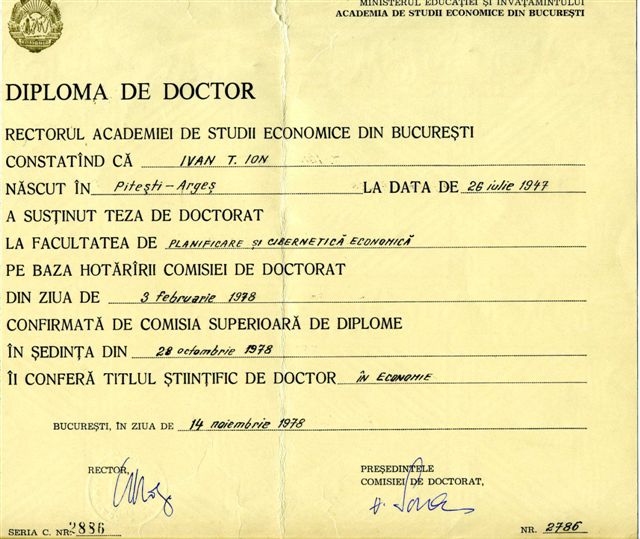 MINISTERUL EDUCAȚIEI ȘI ÎNVĂȚĂMÎNTULUI
ACADEMIA DE STUDII ECONOMICE DIN BUCUREȘTI
DIPLOMA DE DOCTOR
RECTORUL ACADEMIEI DE STUDII ECONOMICE DIN BUCUREȘTI
CONSTATÎND CĂ IVAN T. ION
NĂSCUT ÎN Pitești-Argeș LA DATA DE 26 iulie 1947
A SUSȚINUT TEZA DE DOCTORAT
LA FACULTATEA DE PLANIFICARE ȘI CIBERNETICĂ ECONOMICĂ
PE BAZA HOTĂRÎRII COMISIEI DE DOCTORAT
DIN ZIUA DE 3 februarie 1978
CONFIRMATĂ DE COMISIA SUPERIOARĂ DE DIPLOME
ÎN ȘEDINȚA DIN 28 octombrie 1978
ÎI CONFERĂ TITLUL ȘTIINȚIFIC DE DOCTOR ÎN ECONOMIE
BUCUREȘTI, ÎN ZIUA DE 14 noiembrie 1978
RECTOR,
PREȘEDINTELE
COMISIEI DE DOCTORAT,
SERIA C. NR. 2886
NR. 2786